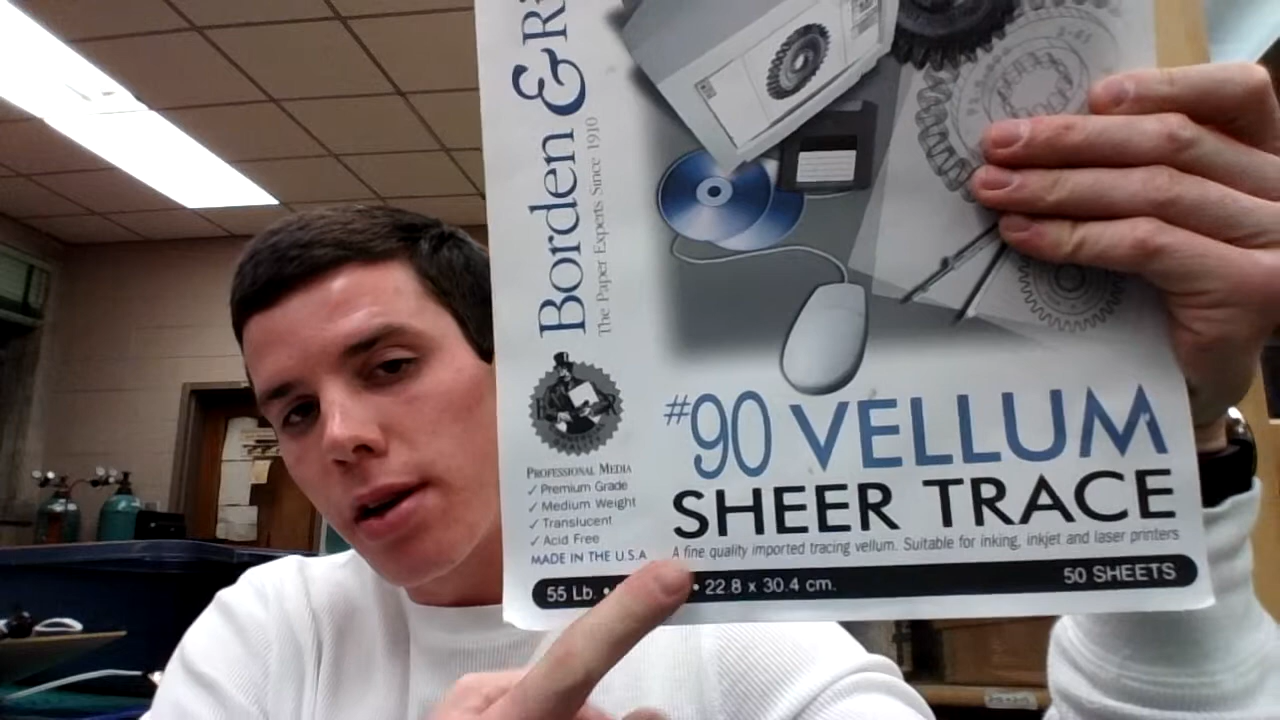 Borden &
The Paper Experts Since 1910
PROFESSIONAL MEDIA
✓ Premium Grade
✓ Medium Weight
✓ Translucent
✓ Acid Free
MADE IN THE U.S.A
#90 VELLUM
SHEER TRACE
A fine quality imported tracing vellum. Suitable for inking, inkjet and laser printers
55 Lb. • • 22.8 x 30.4 cm.
50 SHEETS